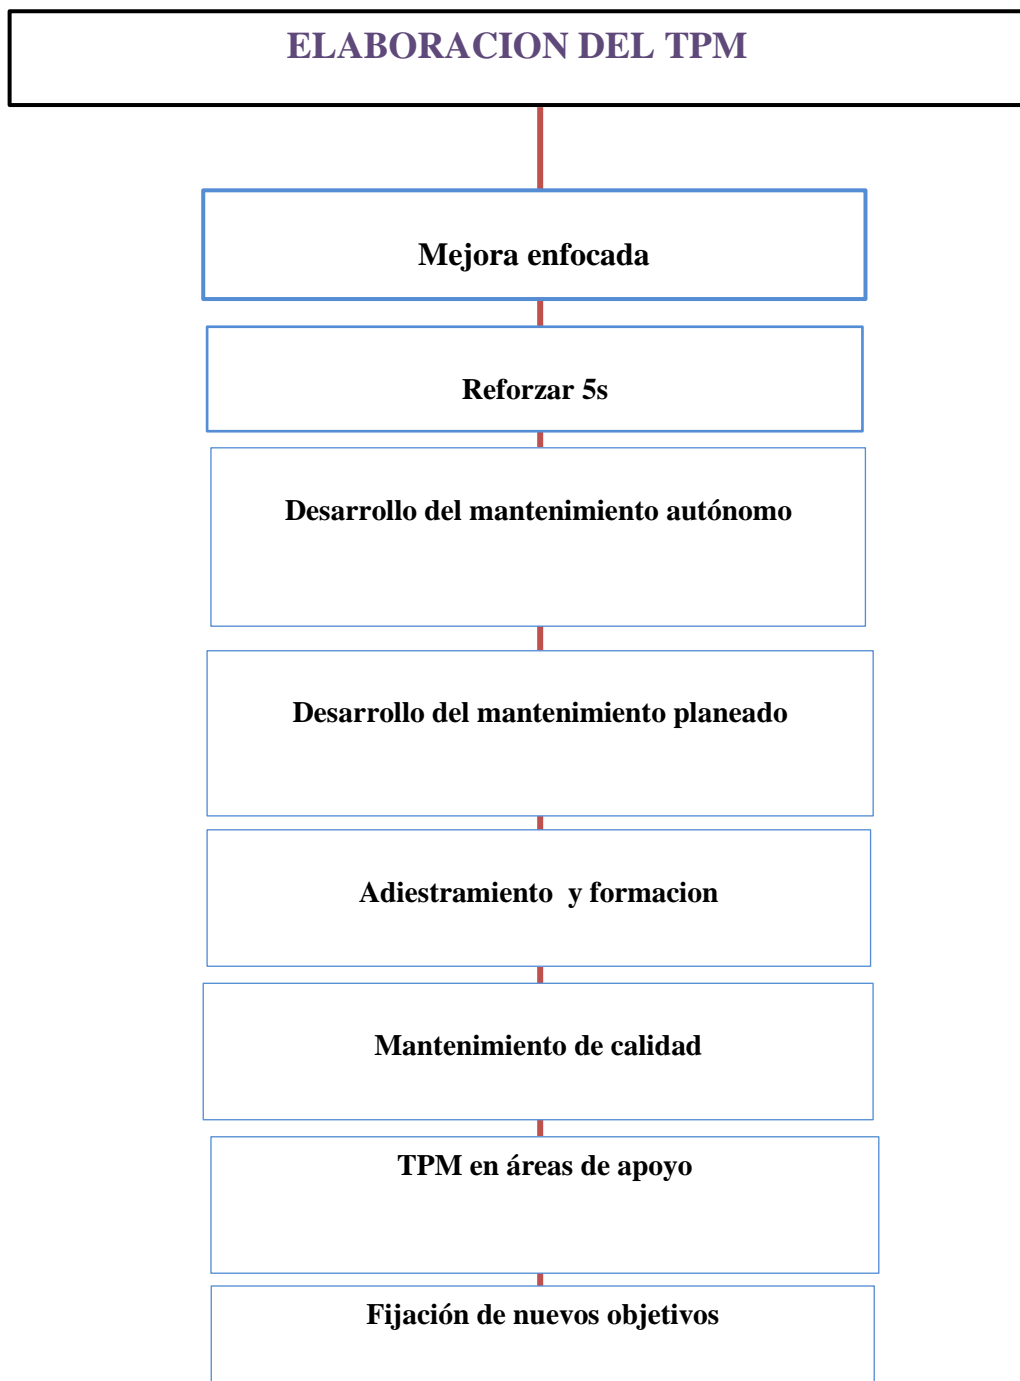 ELABORACION DEL TPM
Mejora enfocada
Reforzar 5s
Desarrollo del mantenimiento autónomo
Desarrollo del mantenimiento planeado
Adiestramiento  y formacion
Mantenimiento de calidad
TPM en áreas de apoyo
Fijación de nuevos objetivos